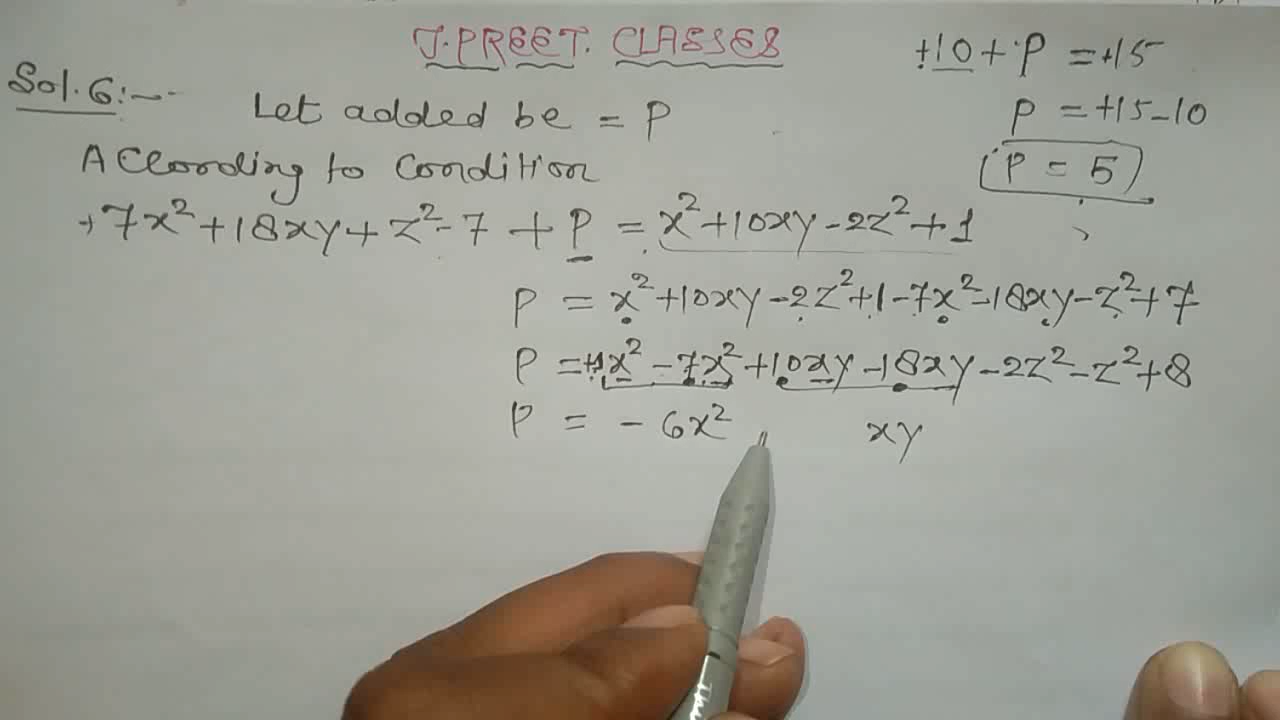 J.PREET. CLASSES
+10 + P = +15
P = +15 - 10
P = 5
Sol. 6:-
Let added be = P
According to Condition
+7x² + 18xy + z² - 7 + P = x² + 10xy - 2z² + 1
P = x² + 10xy - 2z² + 1 - 7x² - 18xy - z² + 7
P = +1x² - 7x² + 10xy - 18xy - 2z² - z² + 8
P = - 6x² xy